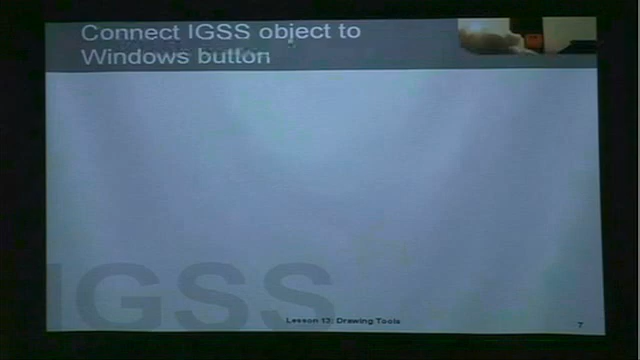 Connect IGSS object to
Windows button
IGSS
Lesson 13: Drawing Tools
7